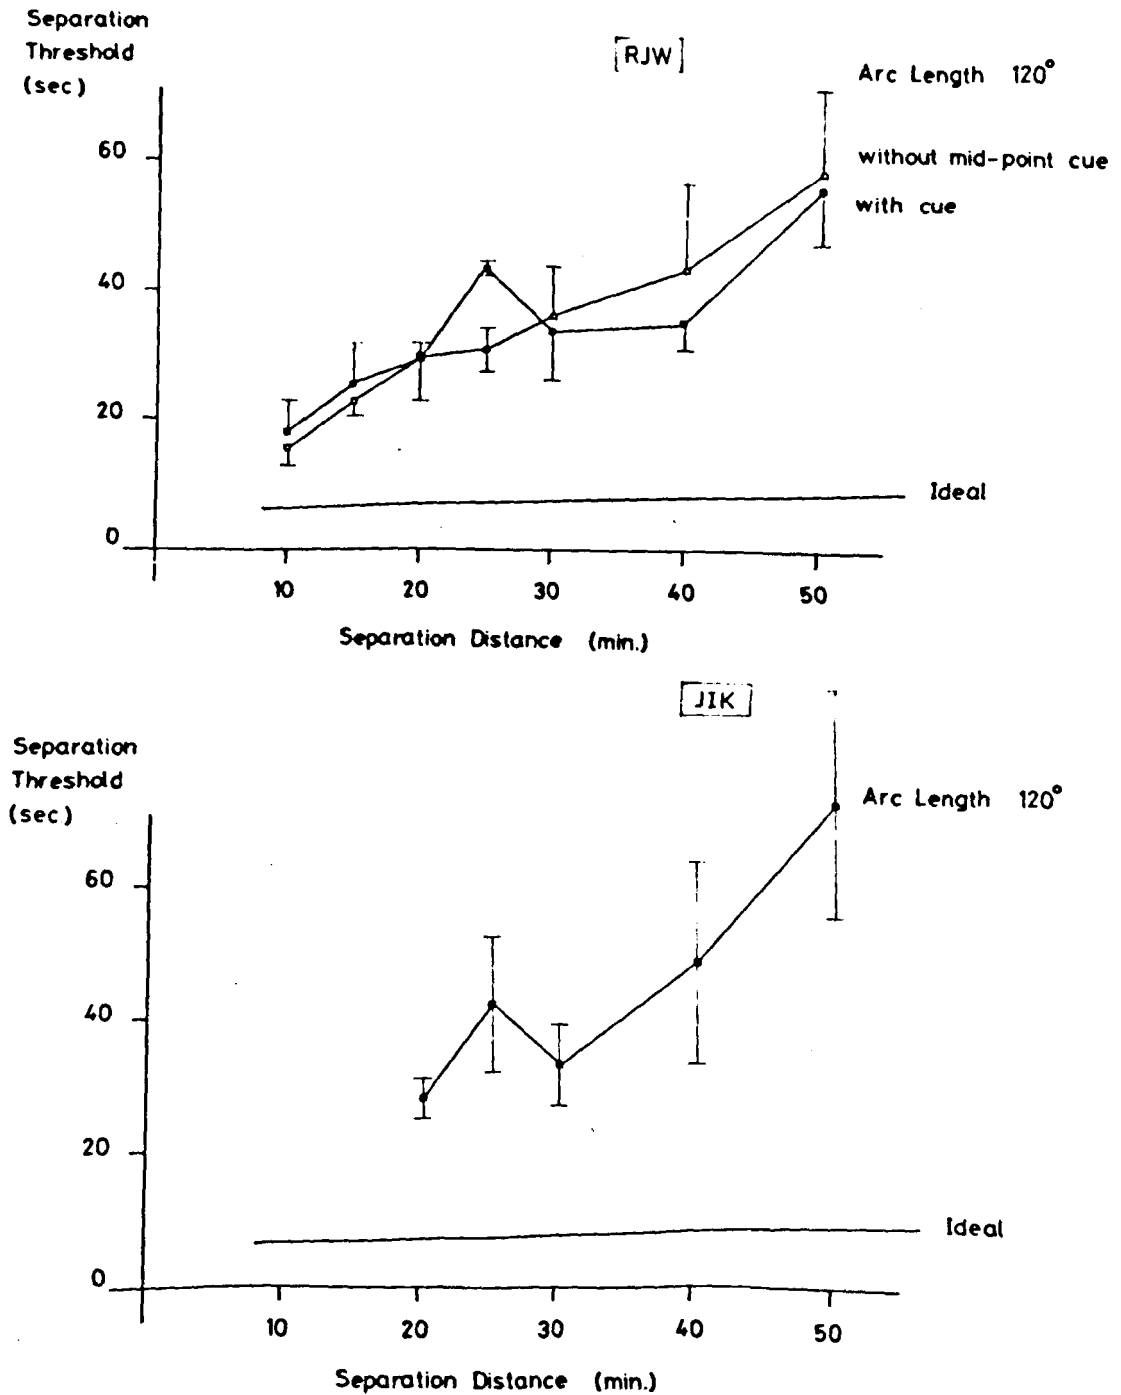 Separation
Threshold
(sec)
[RJW]
Arc Length 120°
60
without mid-point cue
with cue
40
20
Ideal
0
10 20 30 40 50
Separation Distance (min.)
JIK
Separation
Threshold
(sec)
Arc Length 120°
60
40
20
Ideal
0
10 20 30 40 50
Separation Distance (min.)